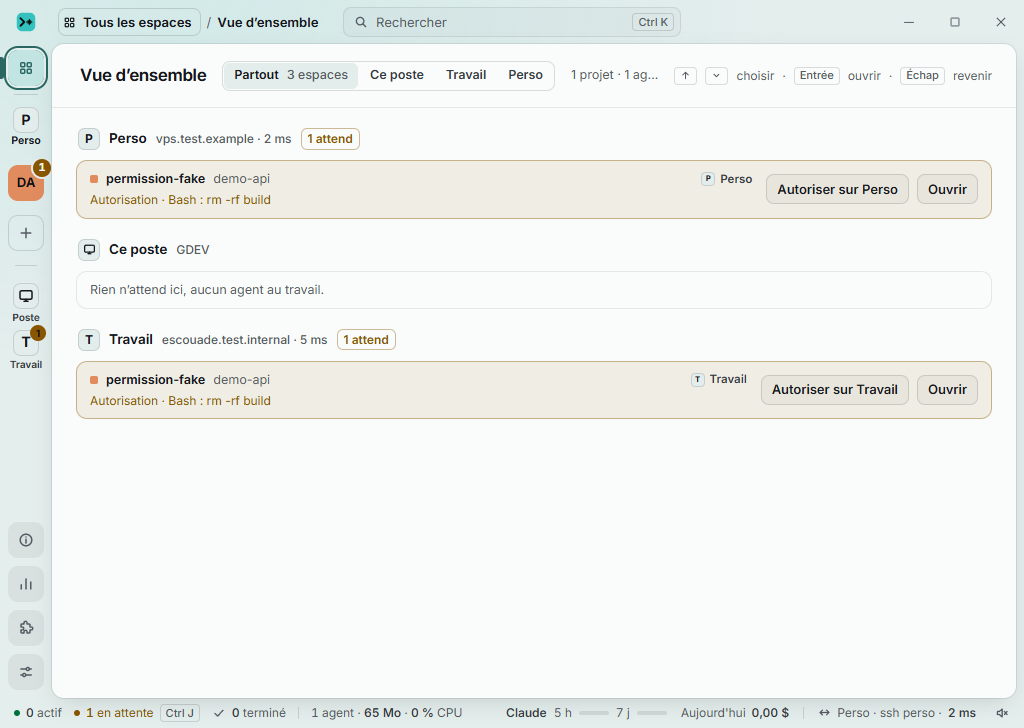 Tous les espaces / Vue d’ensemble Rechercher Ctrl K
Vue d’ensemble Partout 3 espaces Ce poste Travail Perso 1 projet · 1 ag… ↑ choisir · Entrée ouvrir · Échap revenir
P
Perso
DA 1
+
Poste
T 1
Travail
P Perso vps.test.example · 2 ms 1 attend
permission-fake demo-api P Perso Autoriser sur Perso Ouvrir
Autorisation · Bash : rm -rf build
Ce poste GDEV
Rien n’attend ici, aucun agent au travail.
T Travail escouade.test.internal · 5 ms 1 attend
permission-fake demo-api T Travail Autoriser sur Travail Ouvrir
Autorisation · Bash : rm -rf build
0 actif 1 en attente Ctrl J 0 terminé 1 agent · 65 Mo · 0 % CPU Claude 5 h 7 j Aujourd'hui 0,00 $ Perso · ssh perso · 2 ms